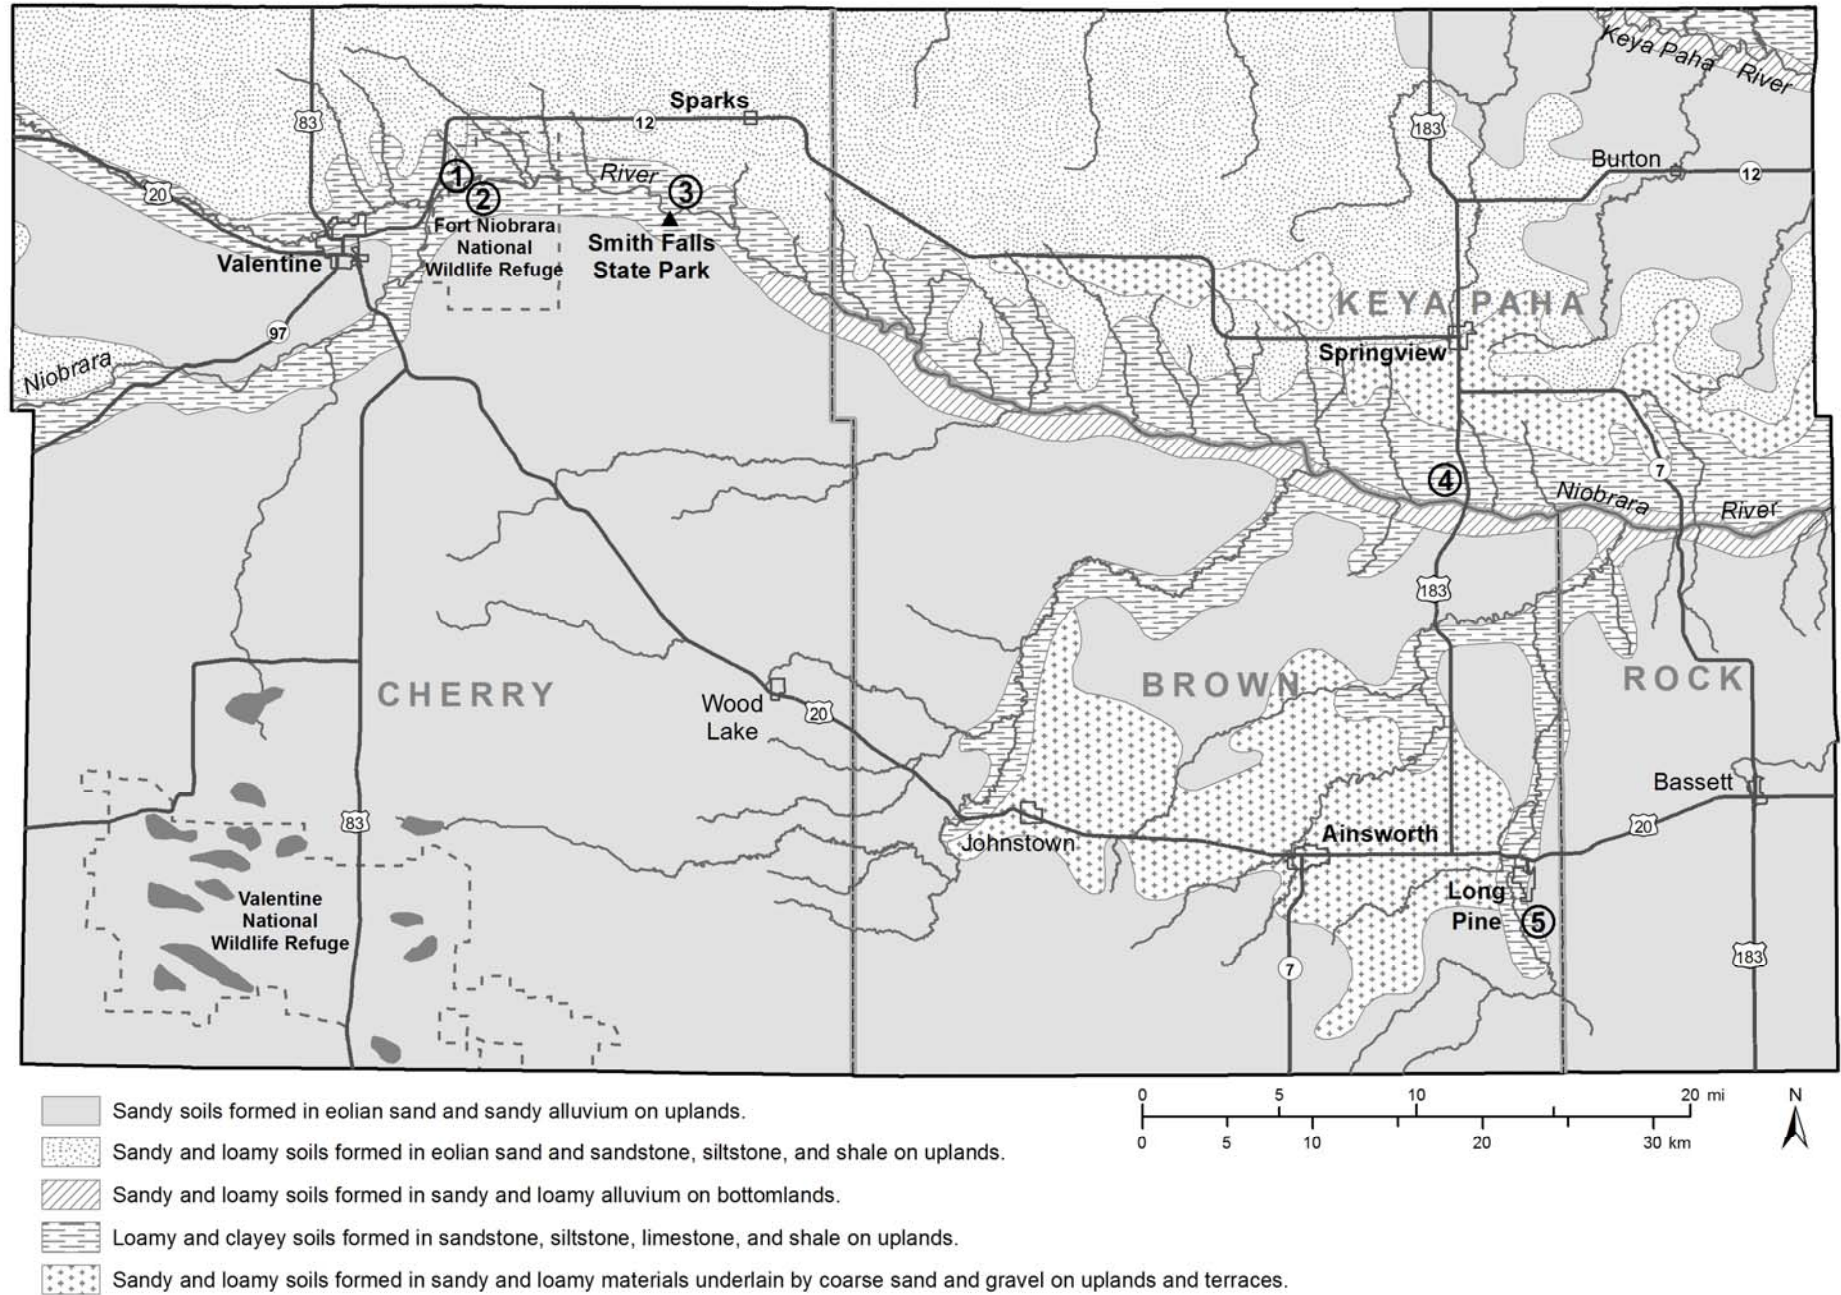 Keya Paha
River
83
Sparks
12
183
Burton
12
20
1
River
3
2
Fort Niobrara
National
Wildlife Refuge
Smith Falls
State Park
Valentine
97
KEYA PAHA
Niobrara
Springview
4
7
Niobrara
River
183
CHERRY
BROWN
ROCK
Wood
Lake
20
Bassett
83
Johnstown
Ainsworth
20
Long
Pine
5
Valentine
National
Wildlife Refuge
7
183
0 5 10 20 mi
0 5 10 20 30 km
N
Sandy soils formed in eolian sand and sandy alluvium on uplands.
Sandy and loamy soils formed in eolian sand and sandstone, siltstone, and shale on uplands.
Sandy and loamy soils formed in sandy and loamy alluvium on bottomlands.
Loamy and clayey soils formed in sandstone, siltstone, limestone, and shale on uplands.
Sandy and loamy soils formed in sandy and loamy materials underlain by coarse sand and gravel on uplands and terraces.